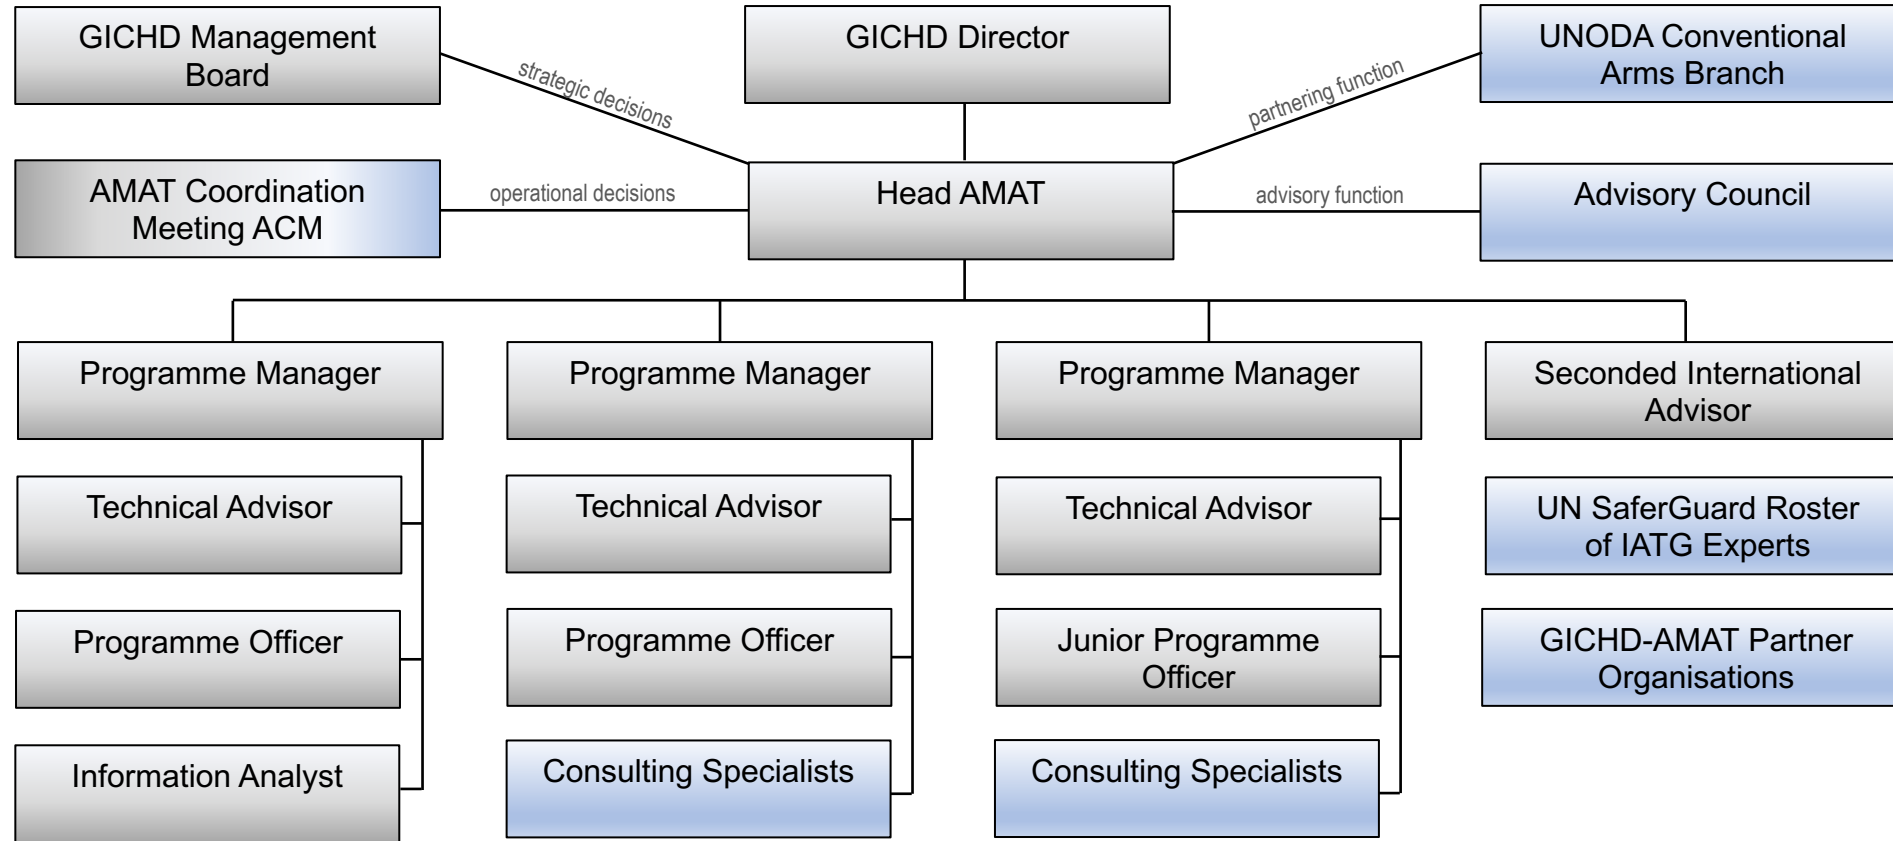 GICHD Management
Board
GICHD Director
UNODA Conventional
Arms Branch
strategic decisions
partnering function
AMAT Coordination
Meeting ACM
operational decisions
Head AMAT
advisory function
Advisory Council
Programme Manager
Programme Manager
Programme Manager
Seconded International
Advisor
Technical Advisor
Technical Advisor
Technical Advisor
UN SaferGuard Roster
of IATG Experts
Programme Officer
Programme Officer
Junior Programme
Officer
GICHD-AMAT Partner
Organisations
Information Analyst
Consulting Specialists
Consulting Specialists